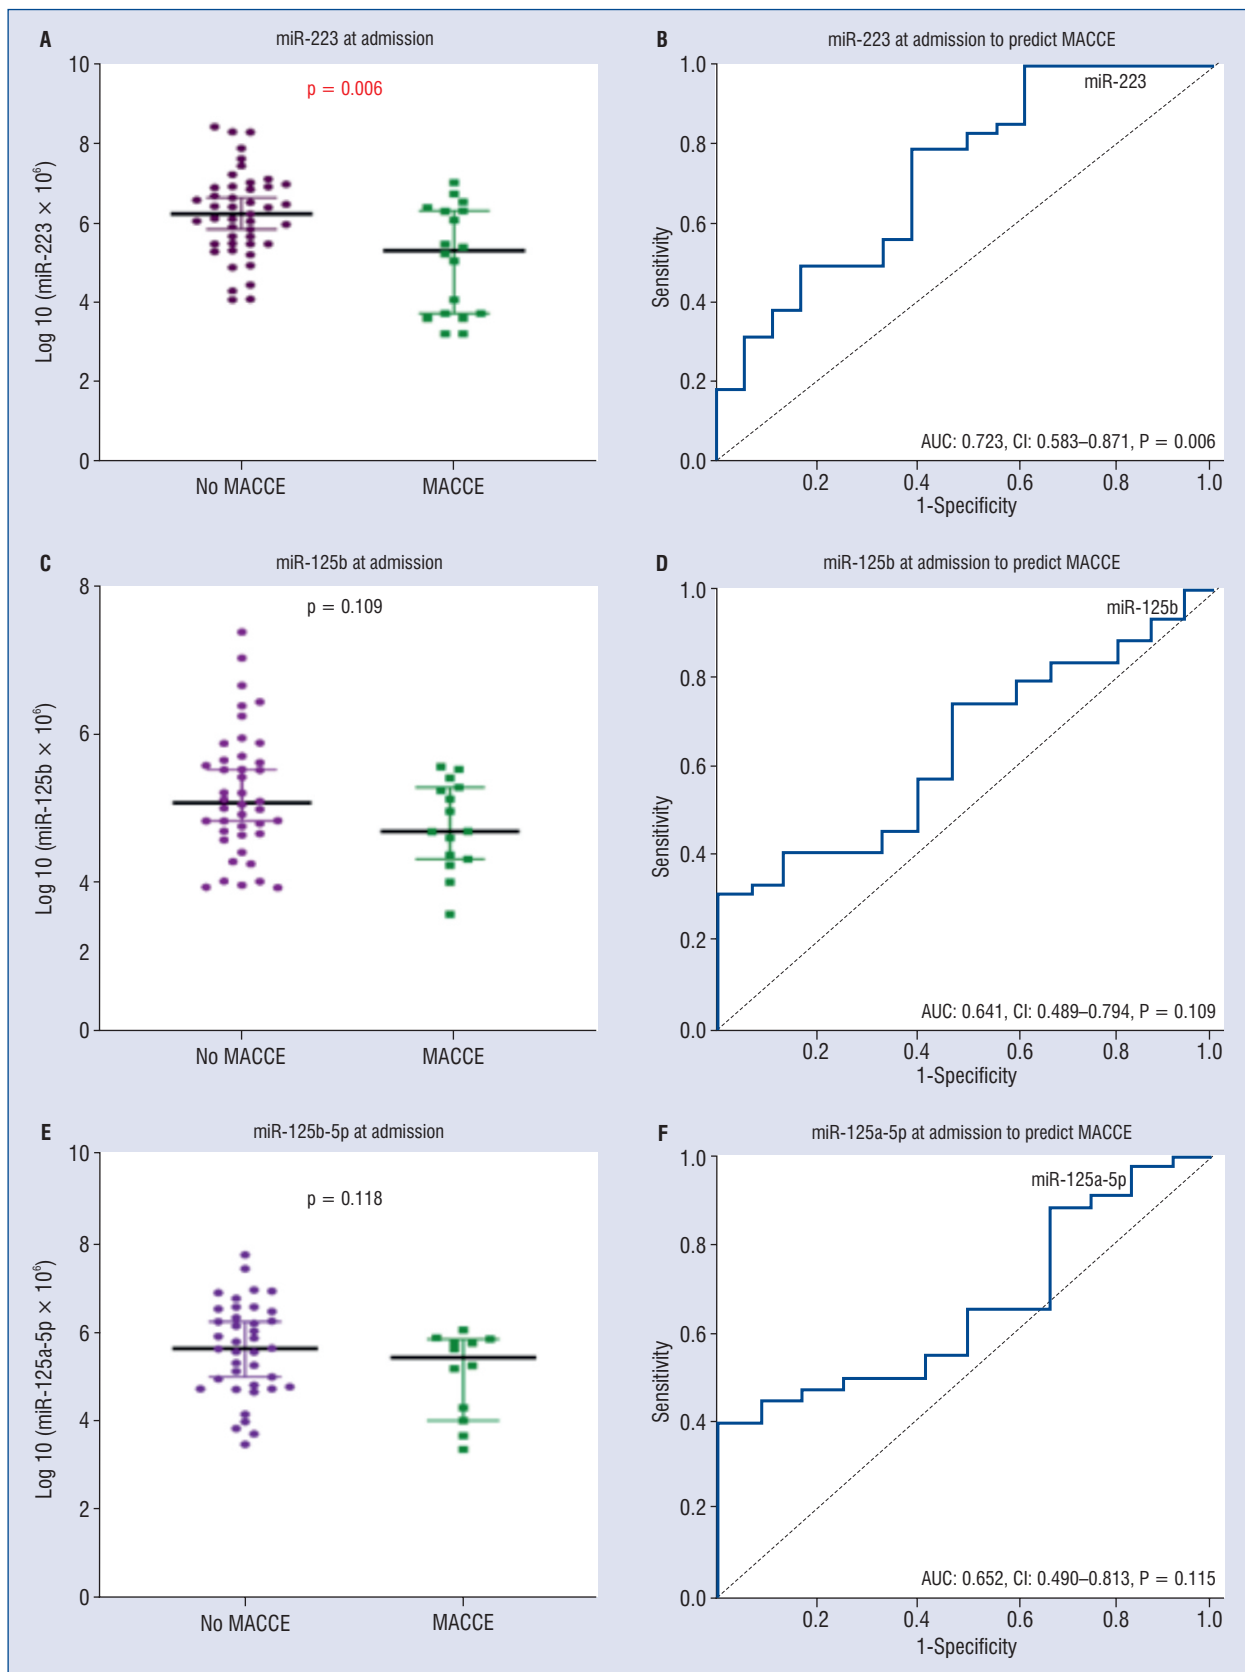 A
miR-223 at admission
p = 0.006
Log 10 (miR-223 × 10⁶)
10
8
6
4
2
0
No MACCE MACCE
B
miR-223 at admission to predict MACCE
miR-223
Sensitivity
1.0
0.8
0.6
0.4
0.2
0.0
AUC: 0.723, CI: 0.583–0.871, P = 0.006
0.2 0.4 0.6 0.8 1.0
1-Specificity
C
miR-125b at admission
p = 0.109
Log 10 (miR-125b × 10⁶)
8
6
4
2
0
No MACCE MACCE
D
miR-125b at admission to predict MACCE
miR-125b
Sensitivity
1.0
0.8
0.6
0.4
0.2
0.0
AUC: 0.641, CI: 0.489–0.794, P = 0.109
0.2 0.4 0.6 0.8 1.0
1-Specificity
E
miR-125b-5p at admission
p = 0.118
Log 10 (miR-125a-5p × 10⁶)
10
8
6
4
2
0
No MACCE MACCE
F
miR-125a-5p at admission to predict MACCE
miR-125a-5p
Sensitivity
1.0
0.8
0.6
0.4
0.2
0.0
AUC: 0.652, CI: 0.490–0.813, P = 0.115
0.2 0.4 0.6 0.8 1.0
1-Specificity